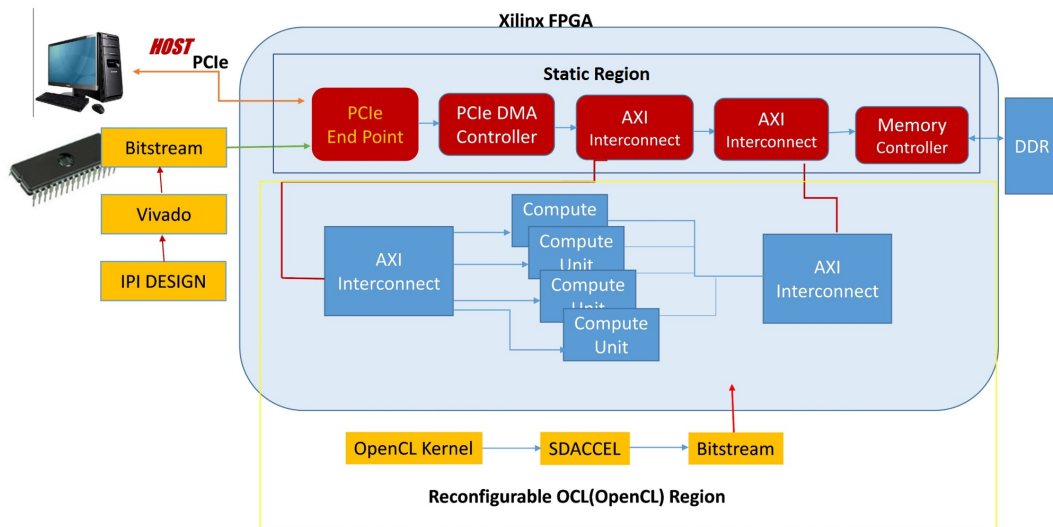 Xilinx FPGA
HOST
PCIe
Static Region
PCIe
End Point
PCIe DMA
Controller
AXI
Interconnect
AXI
Interconnect
Memory
Controller
DDR
Bitstream
Vivado
IPI DESIGN
AXI
Interconnect
Compute
Compute
Unit
Compute
Unit
Compute
Unit
AXI
Interconnect
OpenCL Kernel
SDACCEL
Bitstream
Reconfigurable OCL(OpenCL) Region